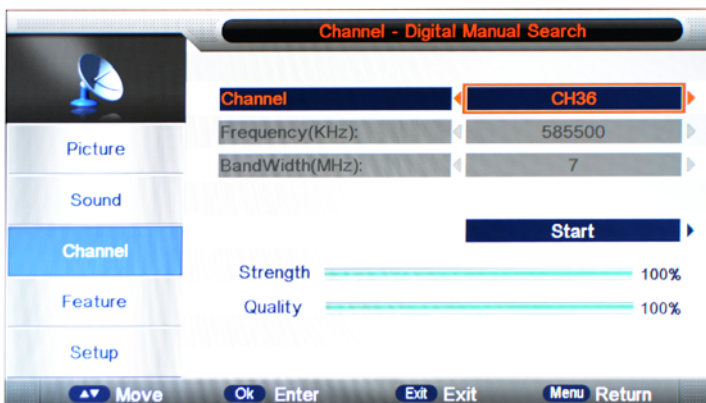 Channel - Digital Manual Search
Channel CH36
Frequency(KHz): 585500
BandWidth(MHz): 7
Picture
Sound
Channel
Feature
Setup
Start
Strength 100%
Quality 100%
Move Ok Enter Exit Exit Menu Return